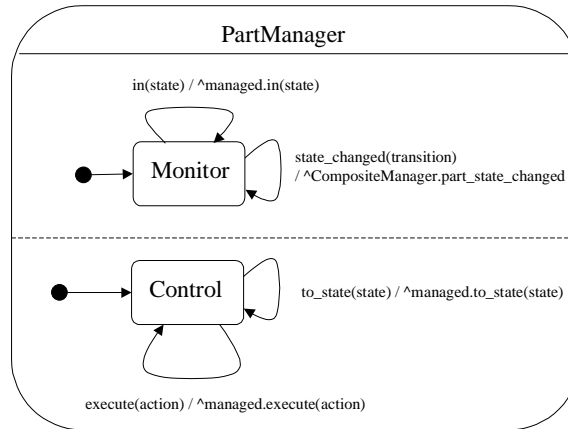 PartManager
in(state) / ^managed.in(state)
Monitor
state_changed(transition)
/ ^CompositeManager.part_state_changed
Control
to_state(state) / ^managed.to_state(state)
execute(action) / ^managed.execute(action)